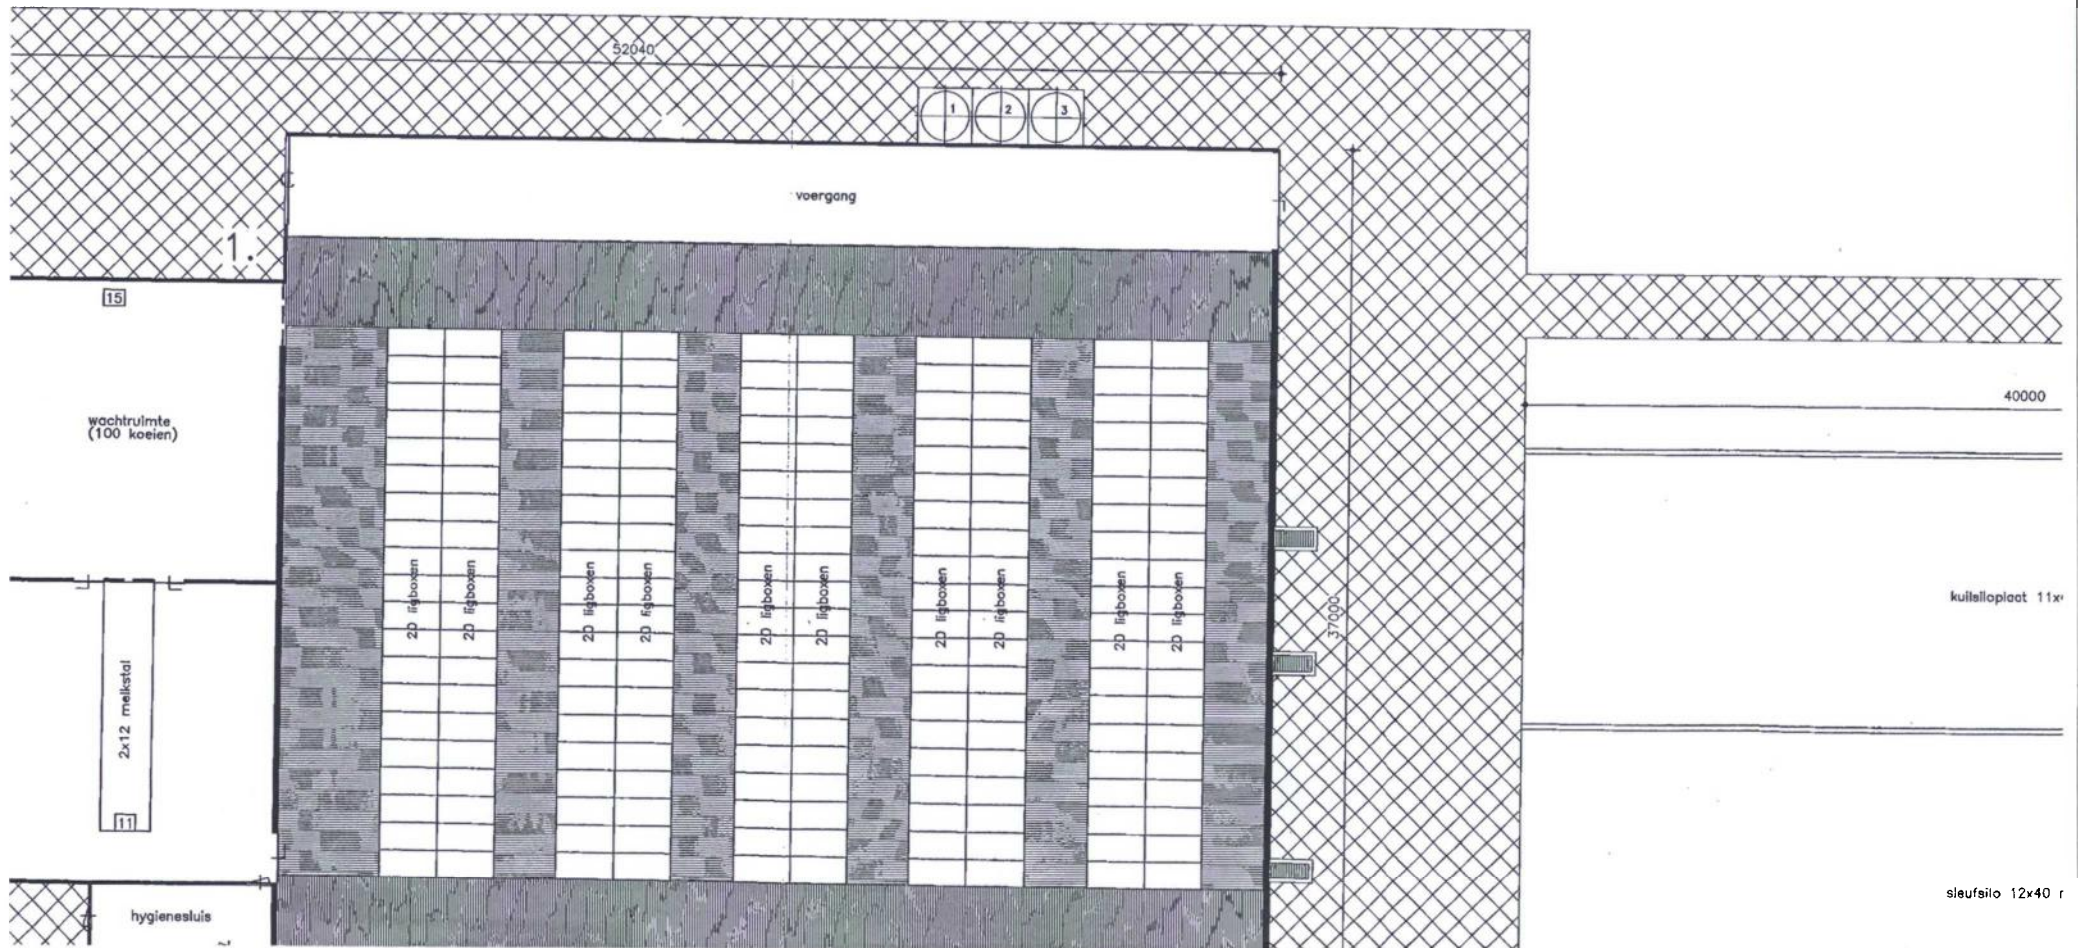 52040
1 2 3
voergang
1.
15
wachtruimte
(100 koeien)
40000
20 ligboxen
20 ligboxen
20 ligboxen
20 ligboxen
20 ligboxen
20 ligboxen
20 ligboxen
20 ligboxen
20 ligboxen
20 ligboxen
37000
kuilsiloplaat 11x
2x12 melkstal
11
sleufsilo 12x40
hygienesluis